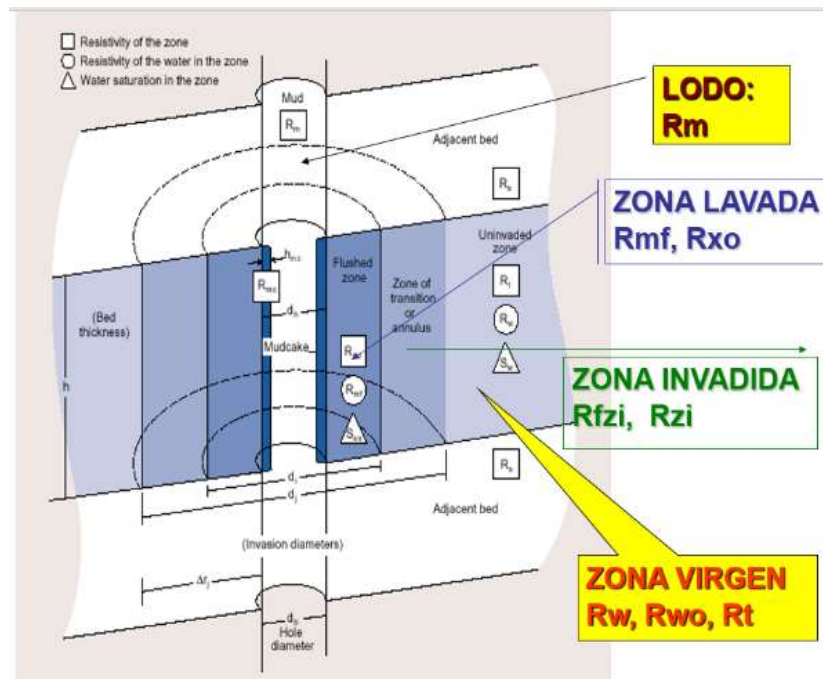 Resistivity of the zone
Resistivity of the water in the zone
Water saturation in the zone
Mud
Rm
Adjacent bed
Rs
LODO:
Rm
ZONA LAVADA
Rmf, Rxo
Uninvaded
zone
Flushed
zone
hmc
Rmc
Rt
Zone of
transition
or
annulus
(Bed
thickness)
dh
Rw
Mudcake
Sw
Rmf
h
ZONA INVADIDA
Rfzi, Rzi
Rs
di
dj
Adjacent bed
(Invasion diameters)
Δrj
ZONA VIRGEN
Rw, Rwo, Rt
dh
Hole
diameter